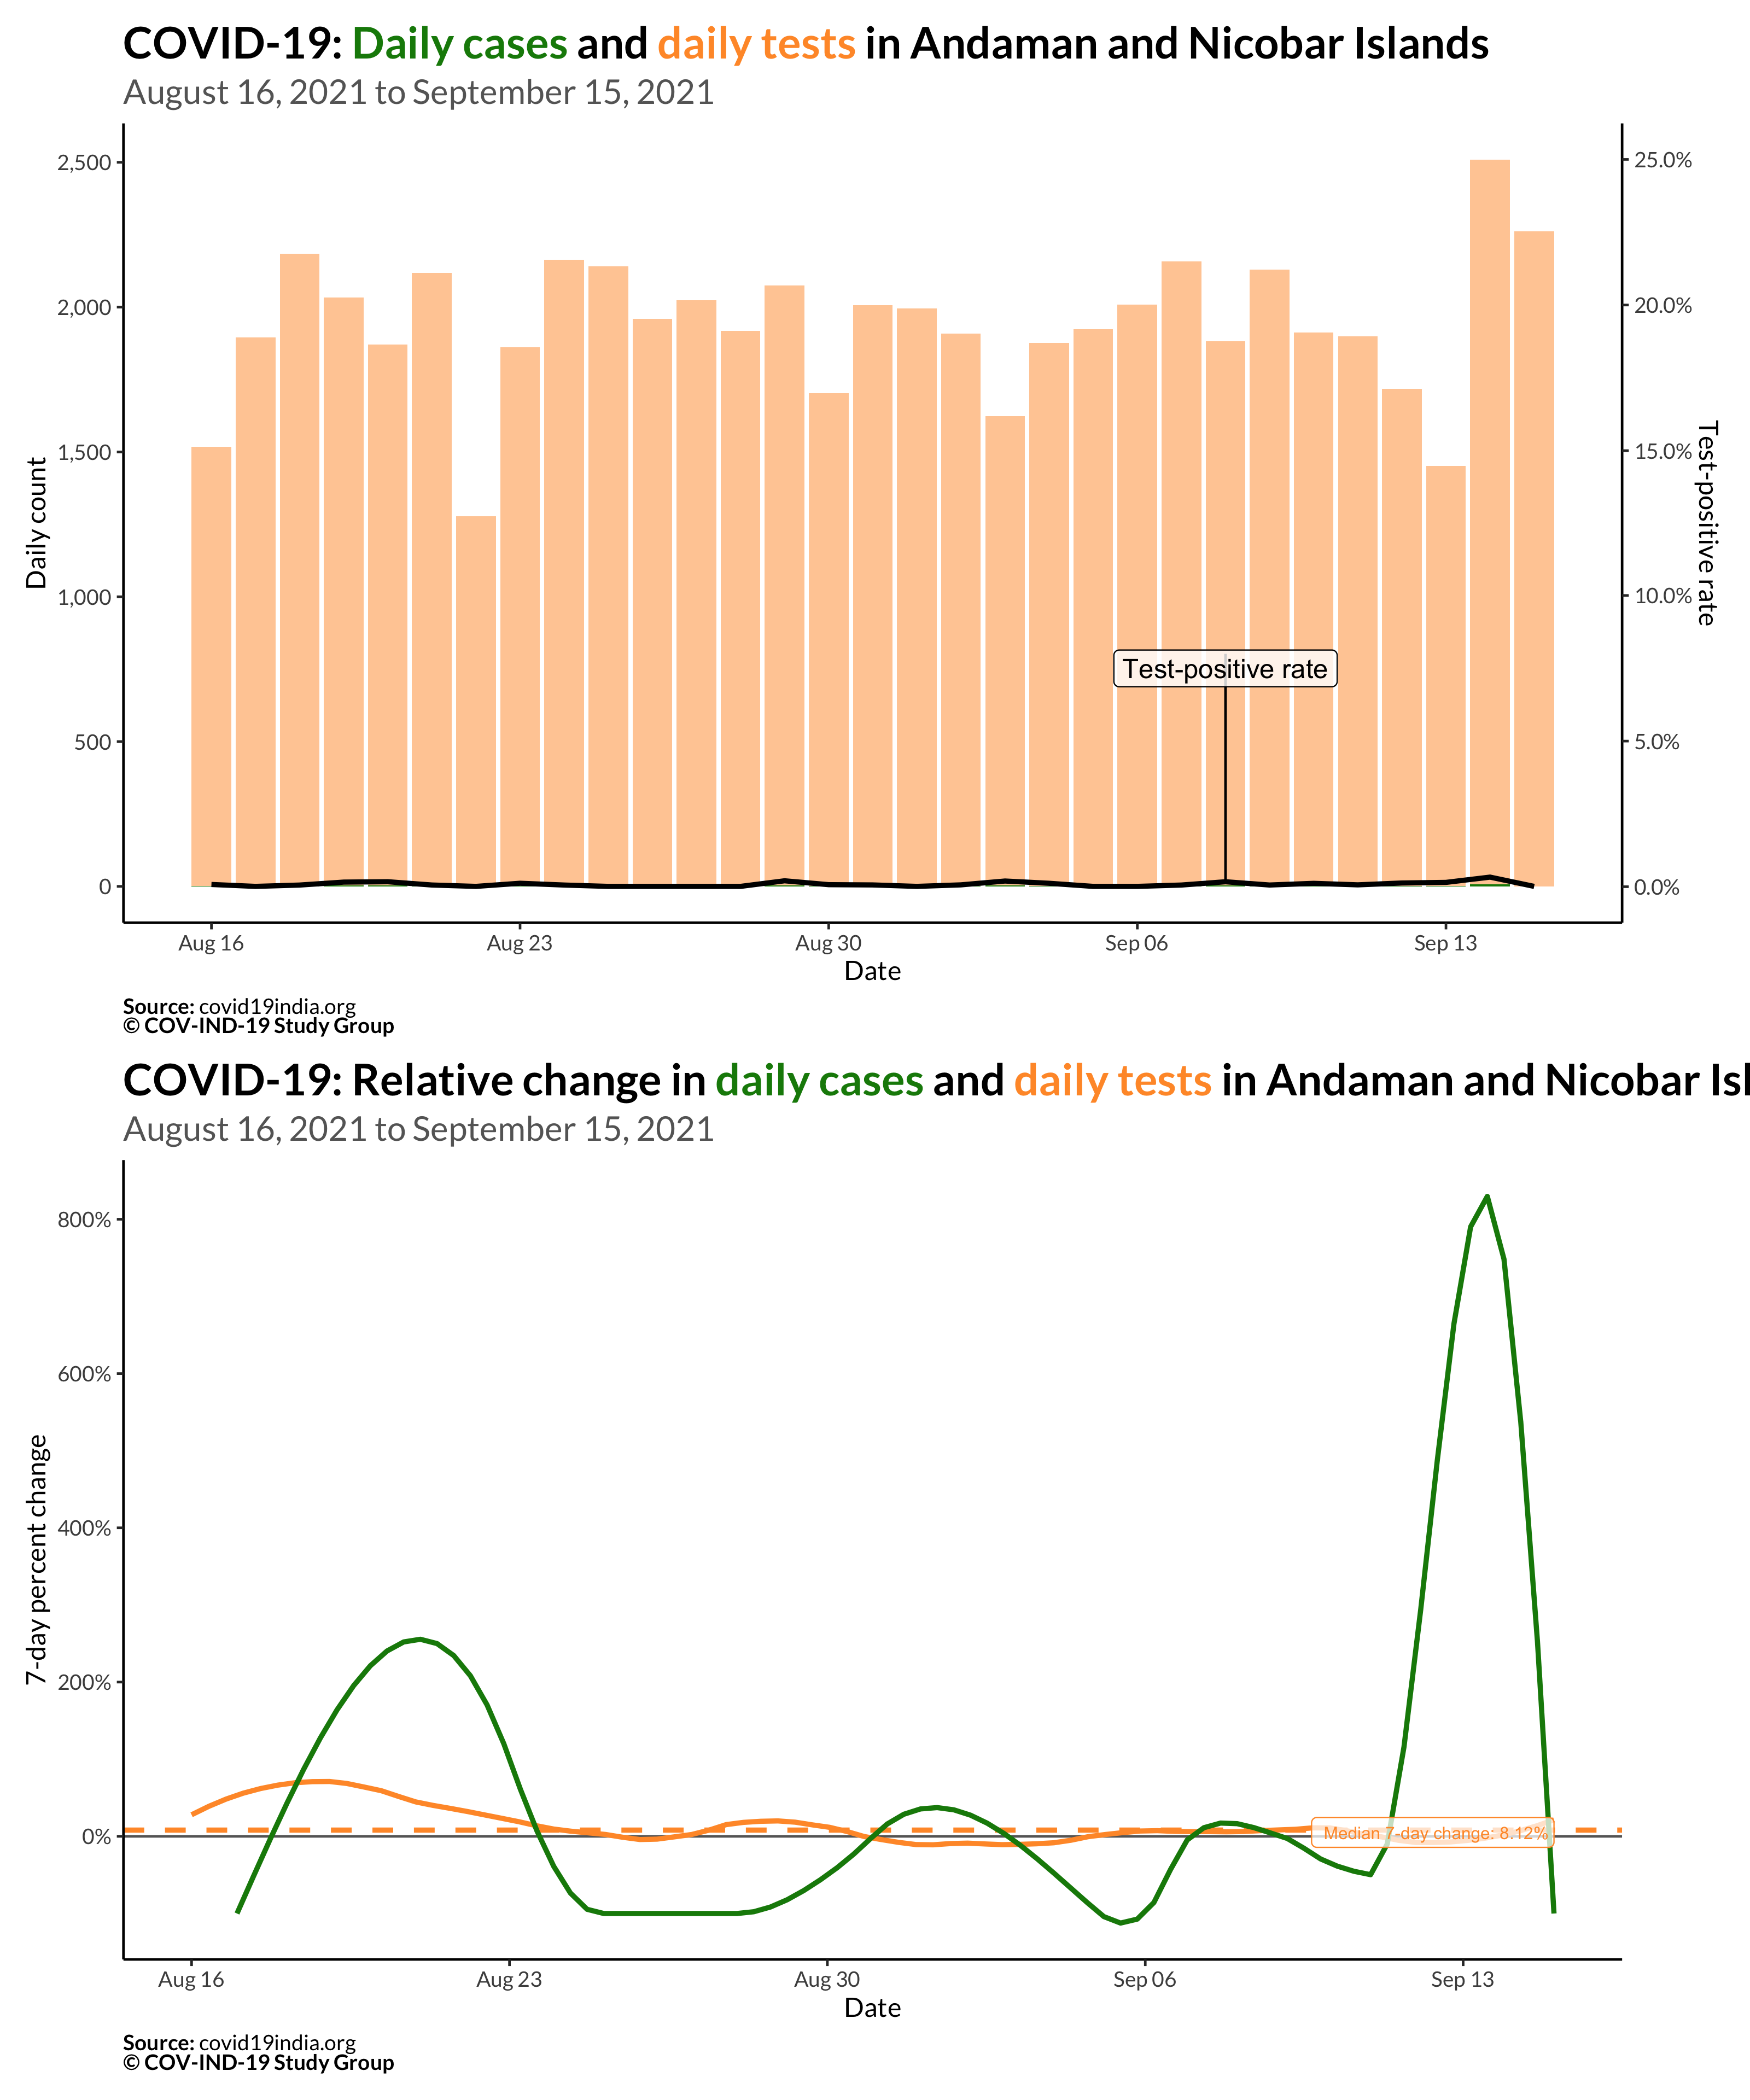 COVID-19: Daily cases and daily tests in Andaman and Nicobar Islands
August 16, 2021 to September 15, 2021
2,500
2,000
1,500
1,000
500
0
Daily count
25.0%
20.0%
15.0%
10.0%
5.0%
0.0%
Test-positive rate
Test-positive rate
Aug 16
Aug 23
Aug 30
Sep 06
Sep 13
Date
Source: covid19india.org
© COV-IND-19 Study Group
COVID-19: Relative change in daily cases and daily tests in Andaman and Nicobar Isl
August 16, 2021 to September 15, 2021
800%
600%
400%
200%
0%
7-day percent change
Median 7-day change: 8.12%
Aug 16
Aug 23
Aug 30
Sep 06
Sep 13
Date
Source: covid19india.org
© COV-IND-19 Study Group